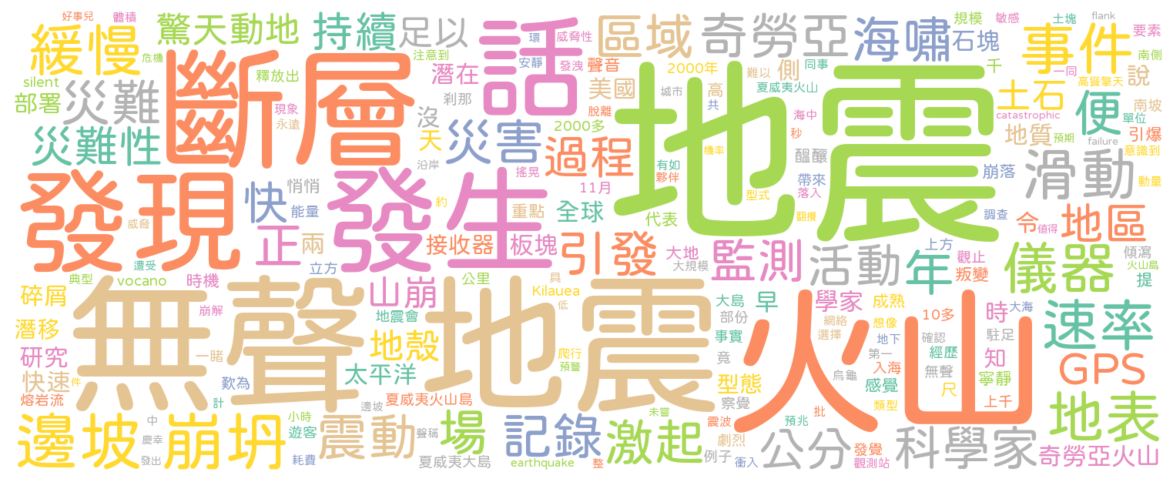 好事兒 體積 驚天動地 持續 足以 話 環 威脅性 區域 奇勞亞 海嘯 規模 敏感 土塊 flank
緩慢 注意到 安靜 發洩 聲音 2000年 難以 同事 石塊 事件 要素
危機 釋放出 潛在 美國 側 千 一同 南側
silent 災難 斷層 剎那 城市 高 夏威夷火山 高聳擎天 說
部署 現象 沒 脫離 共 海中 土石 catastrophic 便 南坡
永遠 天 災害 2000多 秒 地質 預期 單位 引爆
災難性 沿岸 過程 有如 機率 醞釀 failure 意識到
搖晃 夥伴 地震 崩落 滑動
發現 快 悄悄 發生 11月 型式 帶來 落入 動量
能量 約 重點 全球 代表 翻攪 調查 令 值得 地區
威脅 正 兩 接收器 板塊 引發 大地 監測 活動 上方 年 觀止 儀器 傾瀉
遭受 立方 大規模 叛變 火山島
典型 vocano 時機 山崩 公里 具 提
碎屑 無聲地震 Kilauea 低 大島 早 學家 成熟 時 大海
崩解 地震會 部份 火山 10多 速率
潛移 地殼 事實 想像 確認 駐足
研究 一睹 爬行 竟 網絡 選擇 地下 第一 經歷 知
快速 件 歎為 太平洋 預警 型態 烏龜 入海 無聲 寧靜 GPS
熔岩流 計 夏威夷火山島 察覺 感覺 尺 上千
中 小時 邊坡 未嘗 震波 預兆 批 類型 地表
邊坡 崩坍 慶幸 遊客 震動 聲稱 場 記錄 激起 劇烈 公分 發覺 科學家
發出 耗費 夏威夷大島 earthquake 整 例子 衝入 觀測站 奇勞亞火山